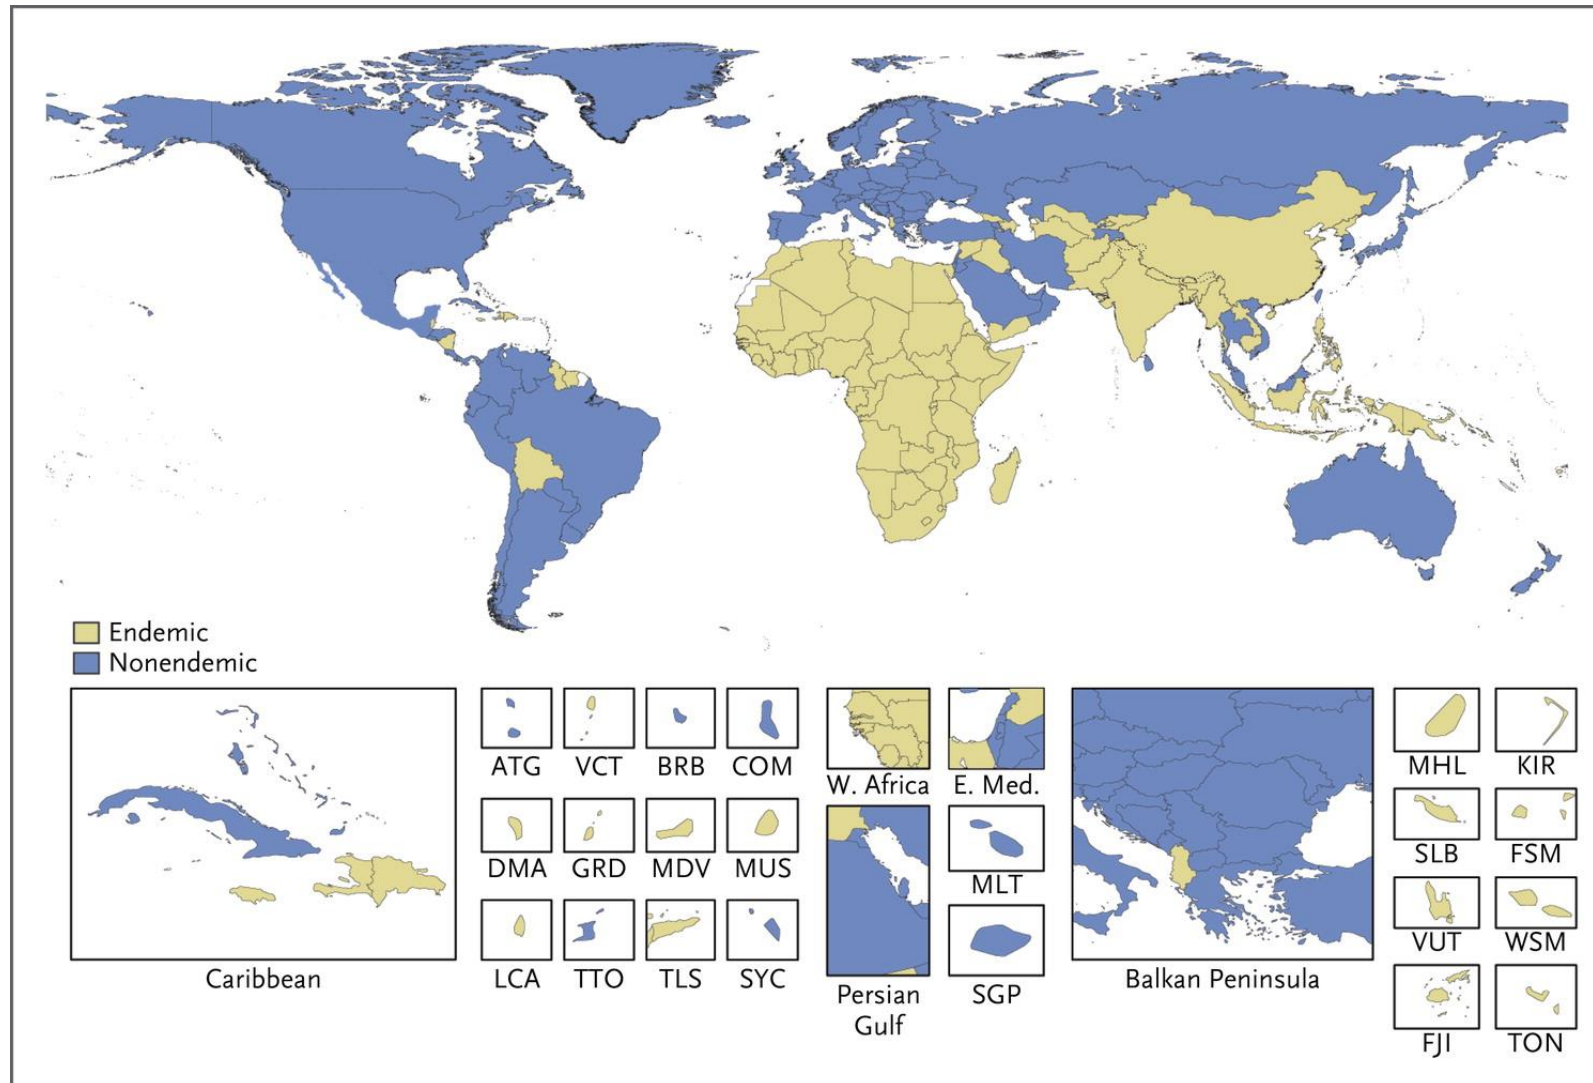 Endemic
Nonendemic
Caribbean
ATG
VCT
BRB
COM
DMA
GRD
MDV
MUS
LCA
TTO
TLS
SYC
W. Africa
E. Med.
Persian
Gulf
MLT
SGP
Balkan Peninsula
MHL
KIR
SLB
FSM
VUT
WSM
FJI
TON